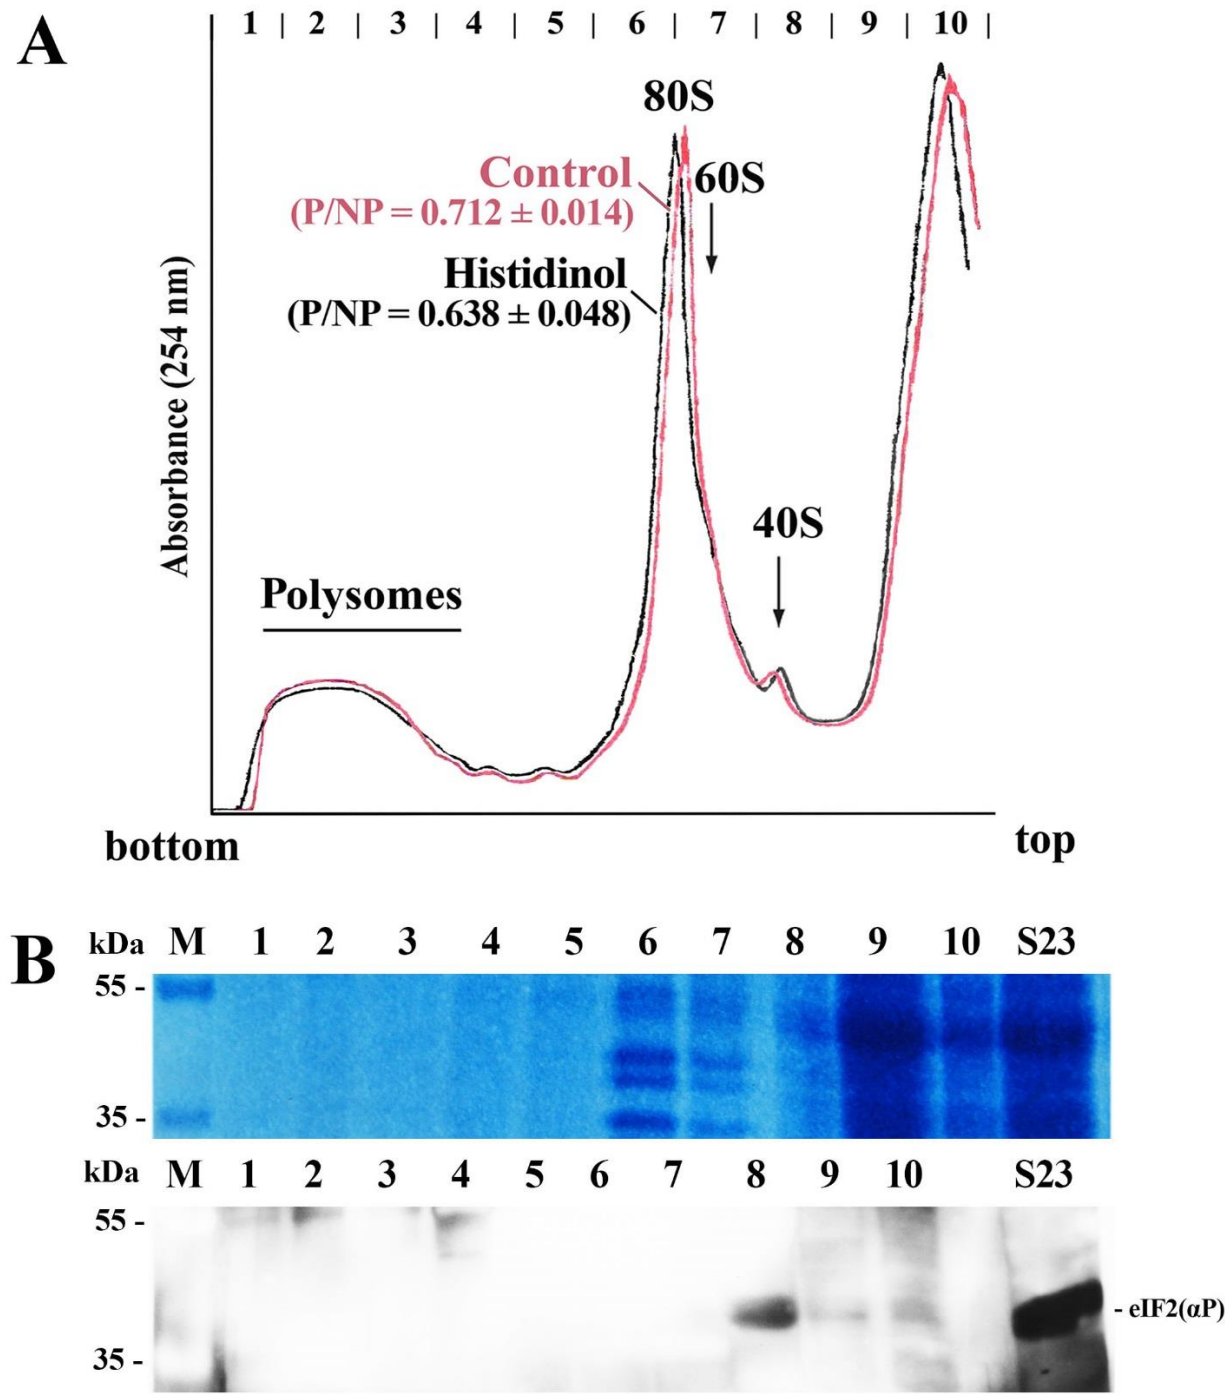 A
1 | 2 | 3 | 4 | 5 | 6 | 7 | 8 | 9 | 10 |
80S
Control
(P/NP = 0.712 ± 0.014)
60S
Histidinol
(P/NP = 0.638 ± 0.048)
Absorbance (254 nm)
40S
Polysomes
bottom
top
B
kDa M 1 2 3 4 5 6 7 8 9 10 S23
55 -
35 -
kDa M 1 2 3 4 5 6 7 8 9 10 S23
55 -
- eIF2(αP)
35 -